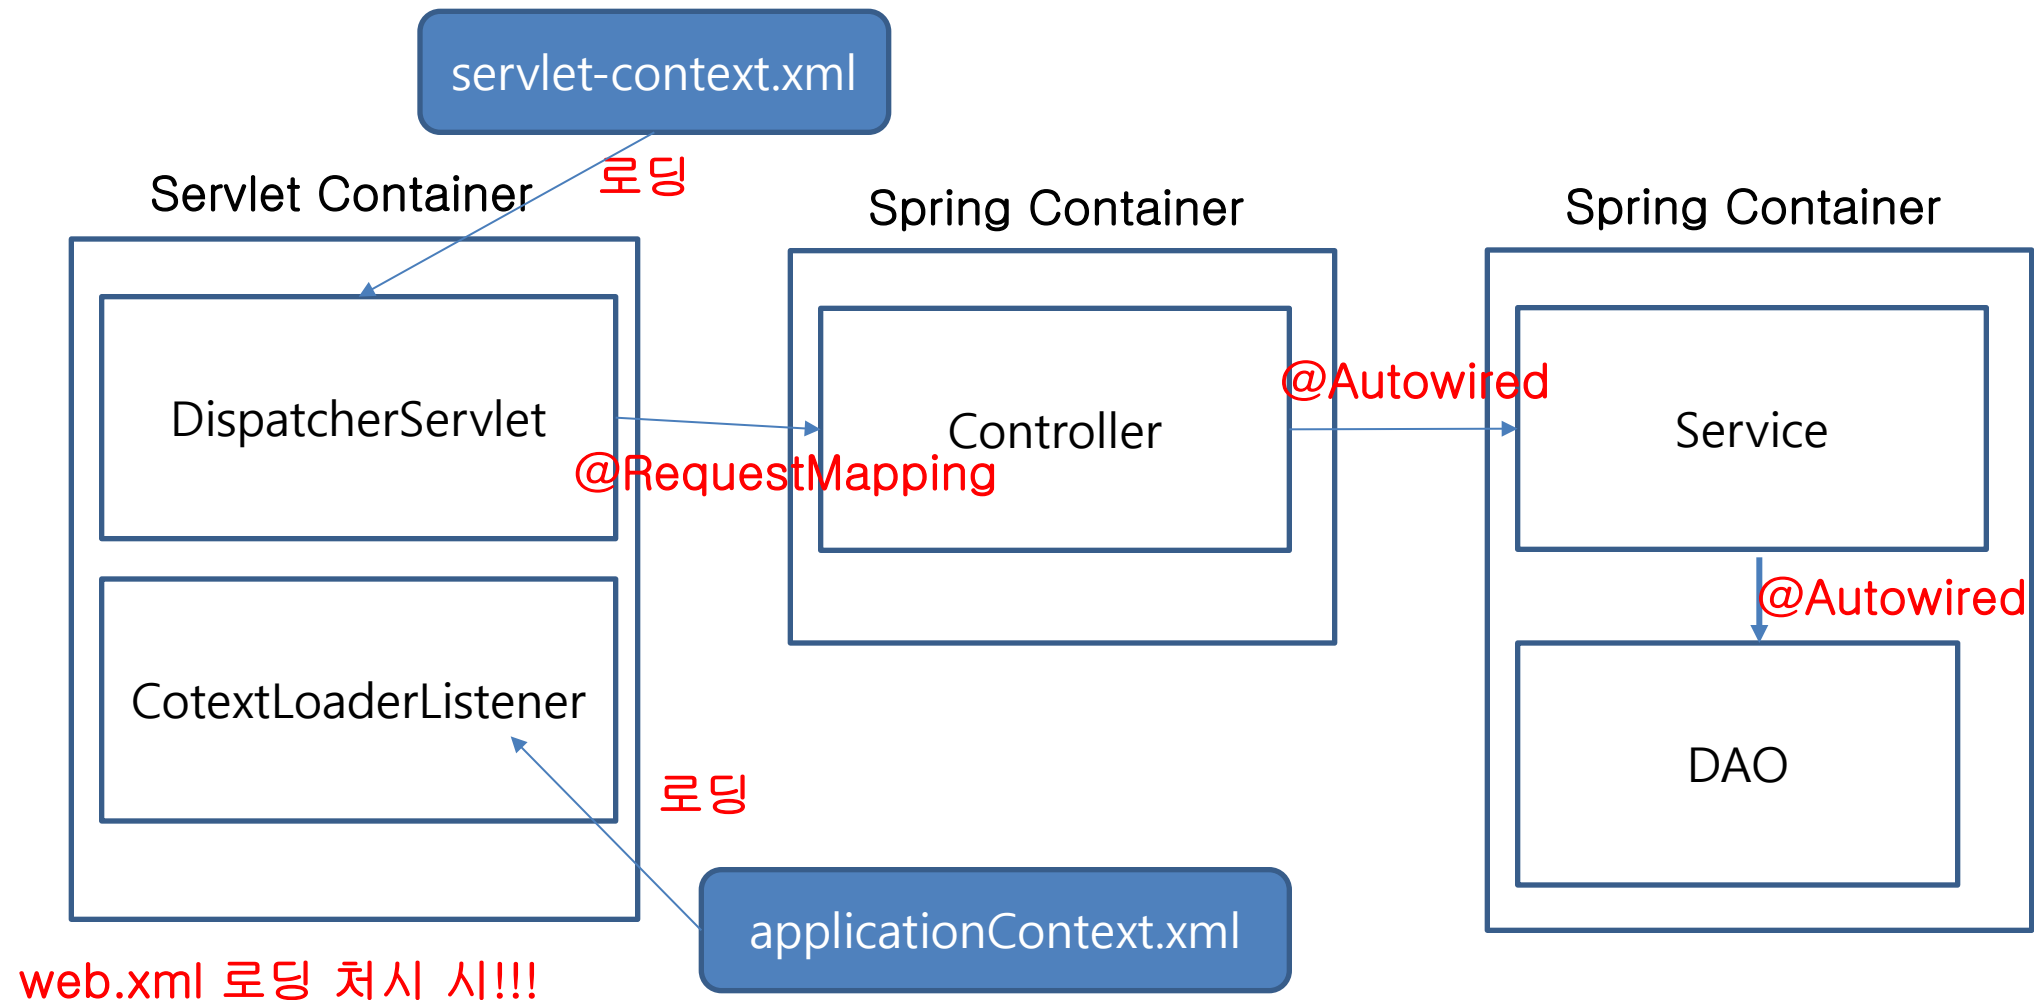 servlet-context.xml
로딩
Servlet Container
Spring Container
Spring Container
DispatcherServlet
@RequestMapping
Controller
@Autowired
Service
@Autowired
CotextLoaderListener
DAO
로딩
applicationContext.xml
web.xml 로딩 처시 시!!!